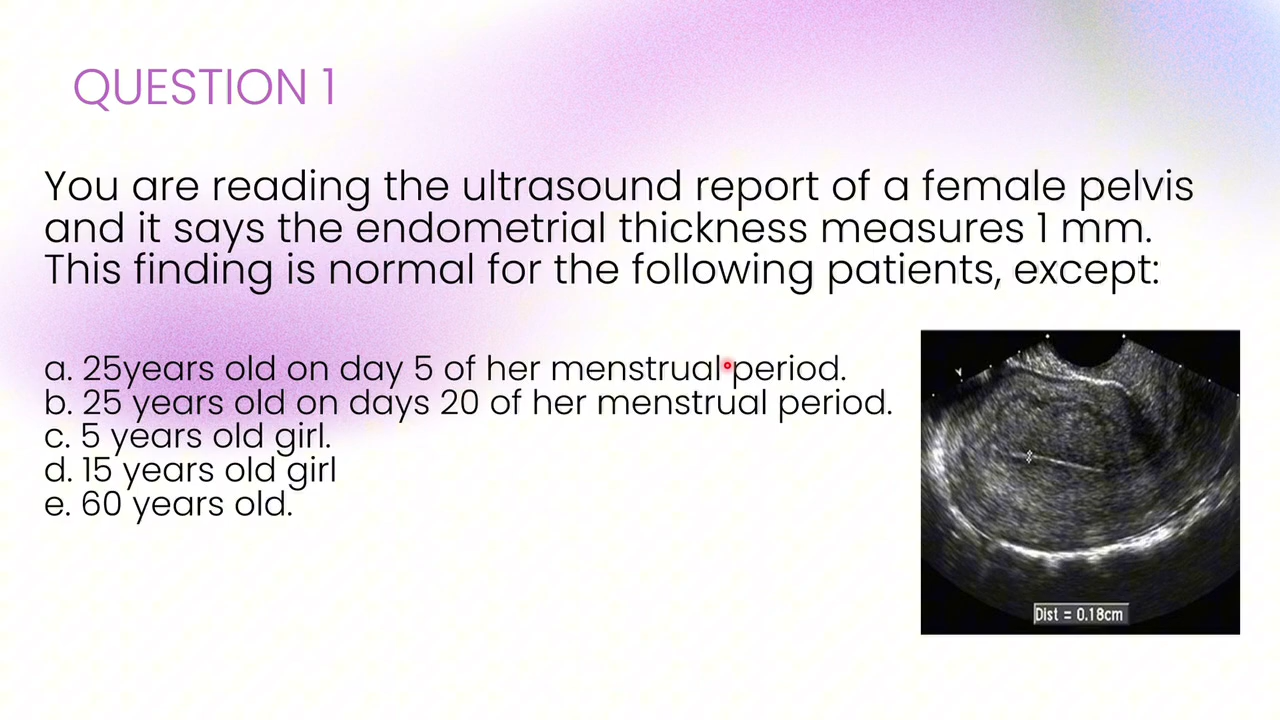 QUESTION 1
You are reading the ultrasound report of a female pelvis
and it says the endometrial thickness measures 1 mm.
This finding is normal for the following patients, except:
a. 25years old on day 5 of her menstrual period.
b. 25 years old on days 20 of her menstrual period.
c. 5 years old girl.
d. 15 years old girl
e. 60 years old.
Dist = 0.18cm